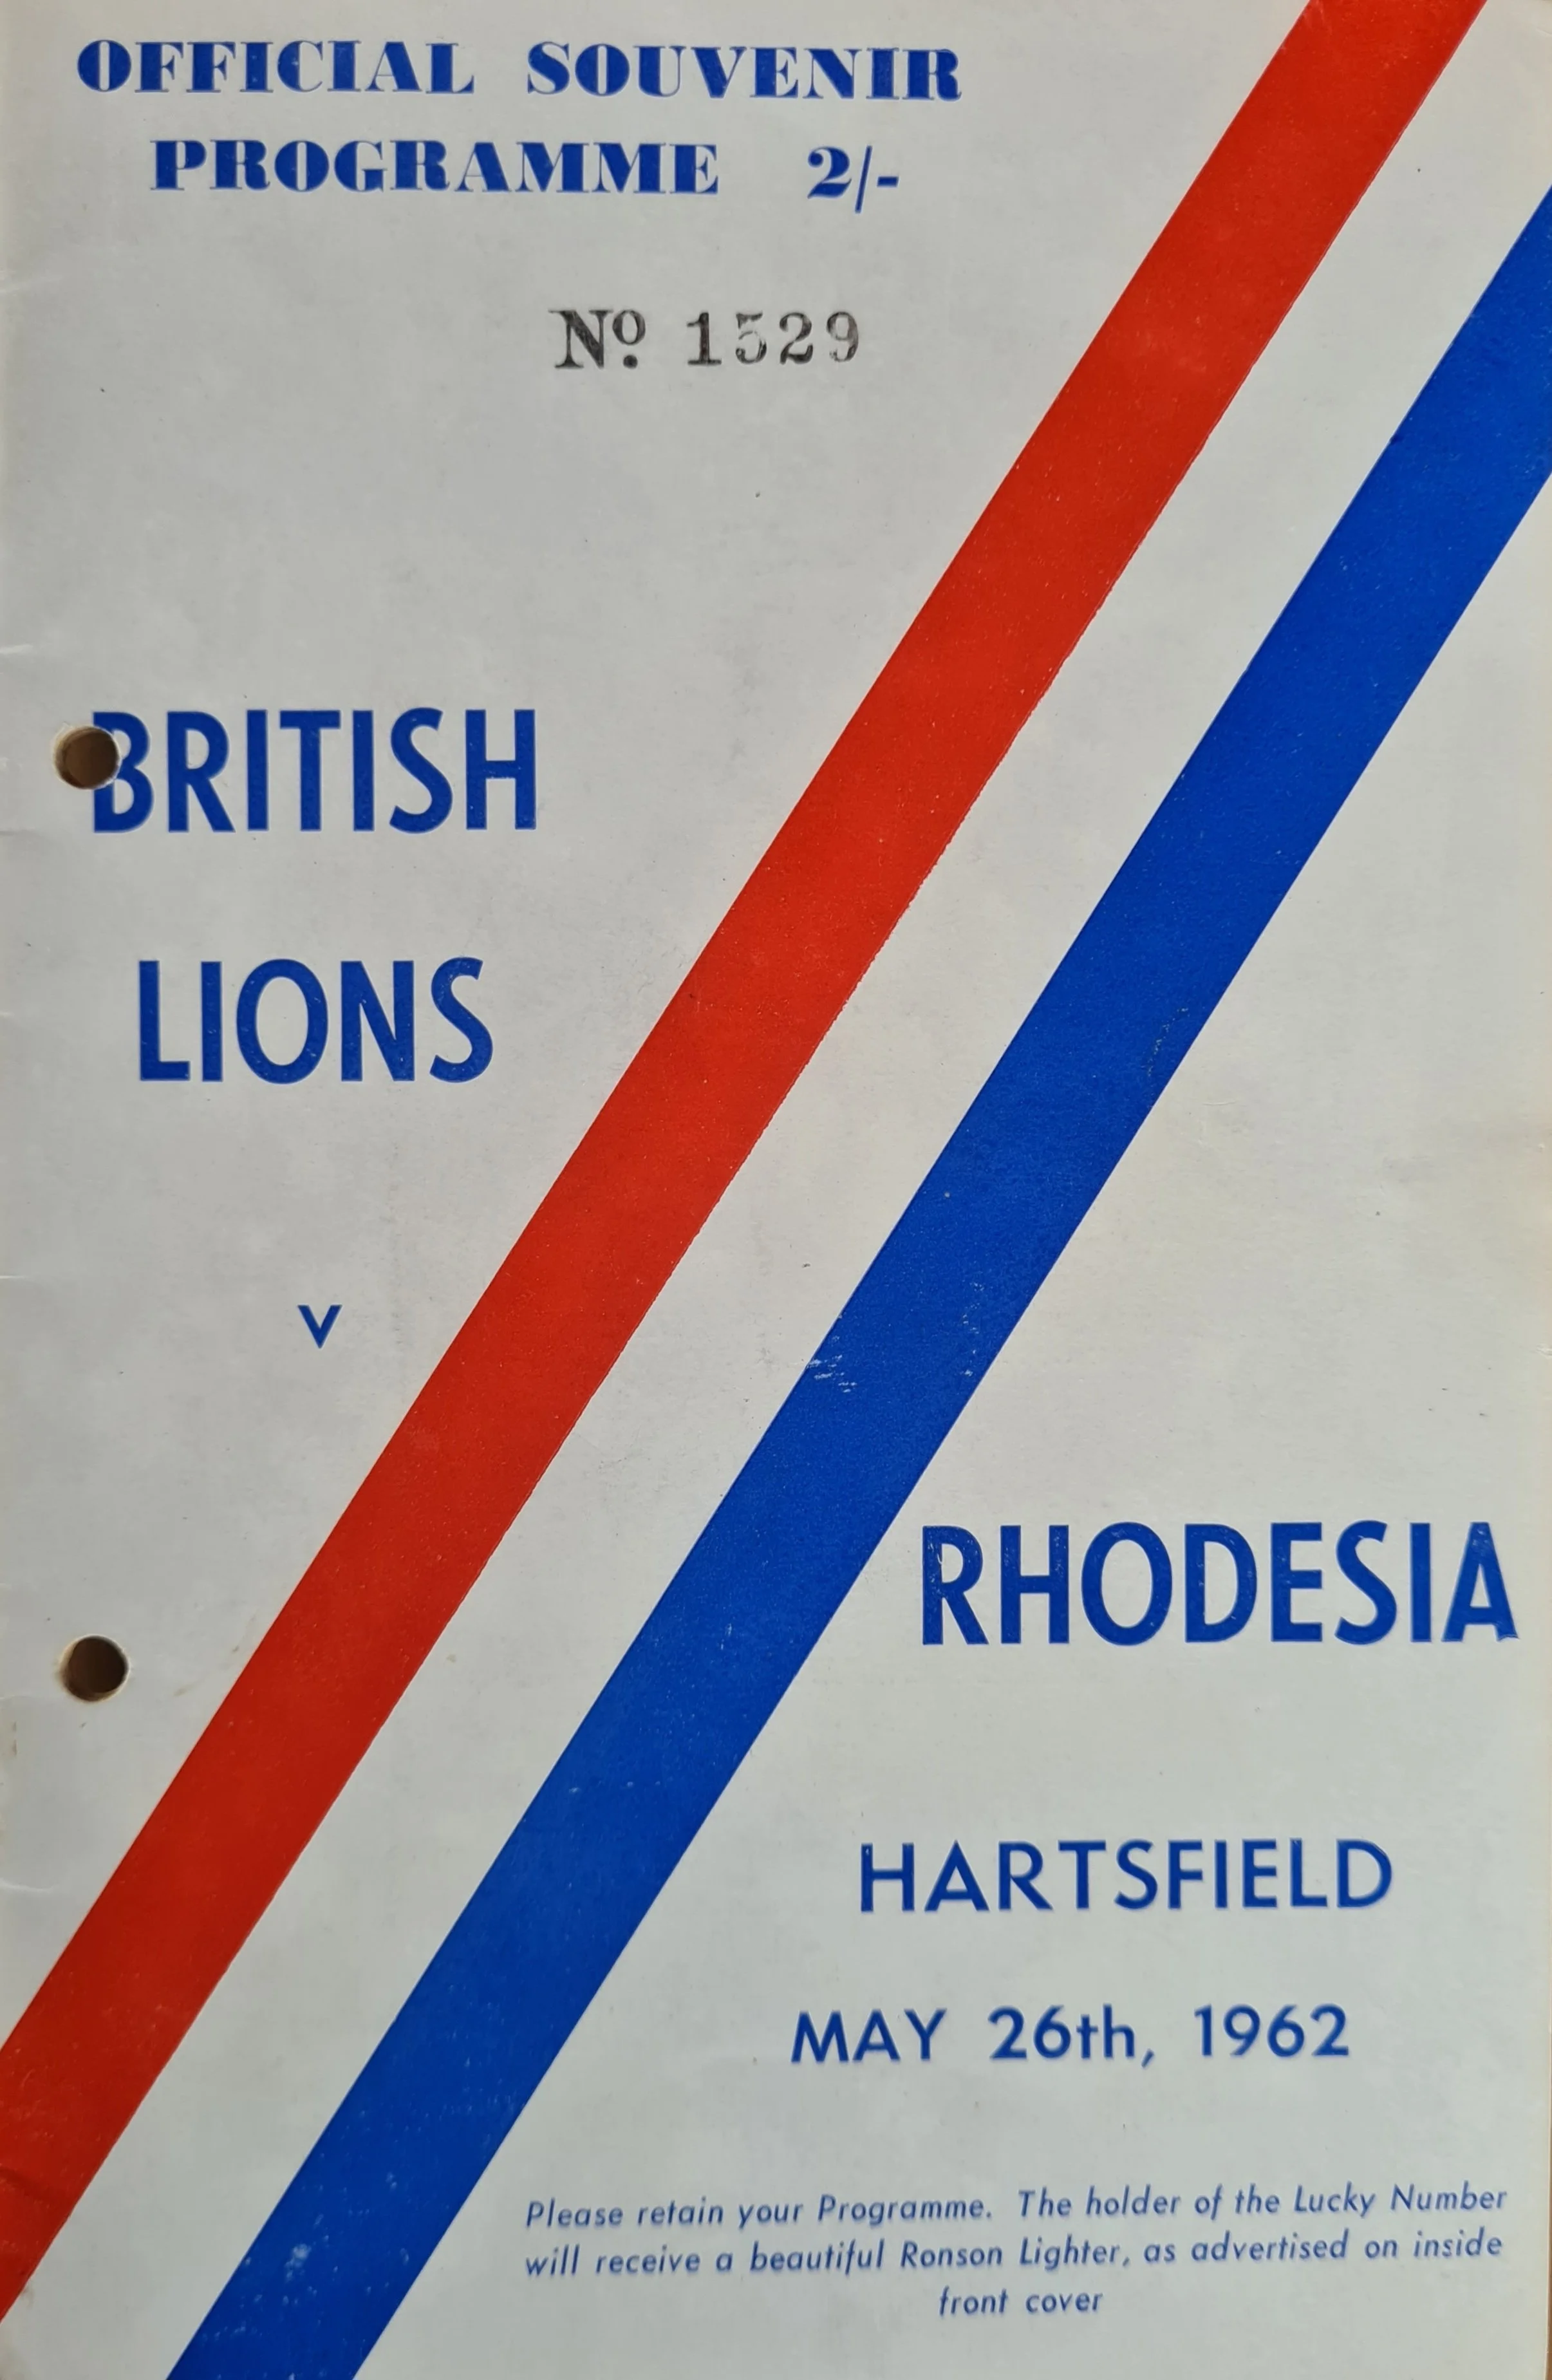 OFFICIAL SOUVENIR
PROGRAMME 2/-
Nº 1529
BRITISH
LIONS
V
RHODESIA
HARTSFIELD
MAY 26th, 1962
Please retain your Programme. The holder of the Lucky Number
will receive a beautiful Ronson Lighter, as advertised on inside
front cover